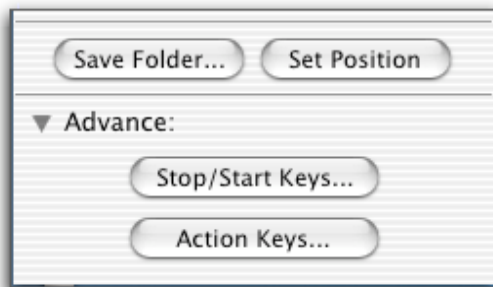 Save Folder... Set Position
Advance:
Stop/Start Keys...
Action Keys...